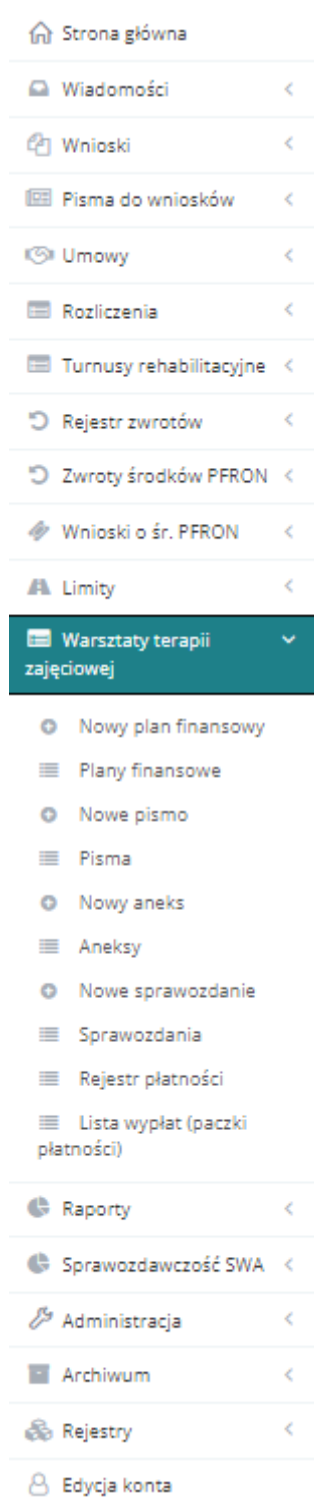 Strona główna
Wiadomości
Wnioski
Pisma do wniosków
Umowy
Rozliczenia
Turnusy rehabilitacyjne
Rejestr zwrotów
Zwroty środków PFRON
Wnioski o śr. PFRON
Limity
Warsztaty terapii
zajęciowej
Nowy plan finansowy
Plany finansowe
Nowe pismo
Pisma
Nowy aneks
Aneksy
Nowe sprawozdanie
Sprawozdania
Rejestr płatności
Lista wypłat (paczki
płatności)
Raporty
Sprawozdawczość SWA
Administracja
Archiwum
Rejestry
Edycja konta